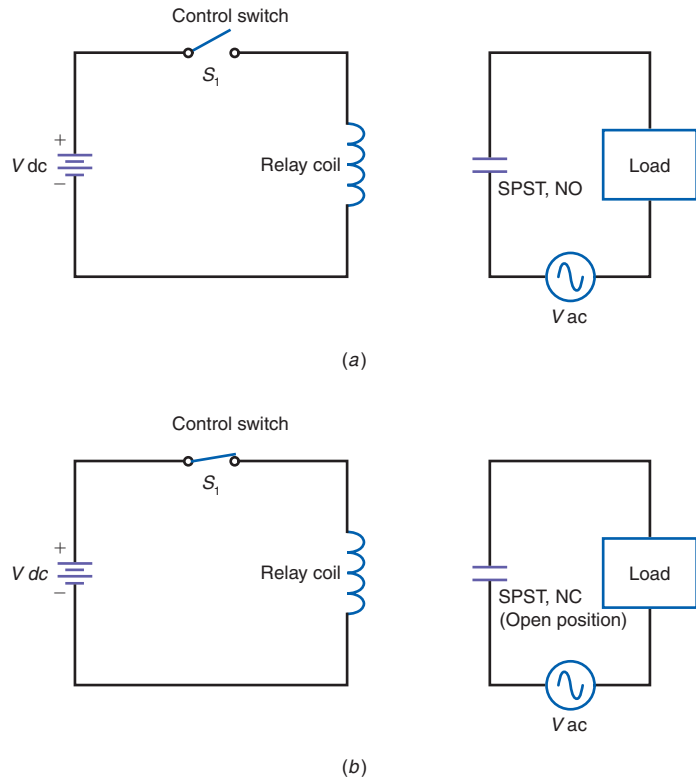 Control switch
S₁
+
V dc
−
Relay coil
SPST, NO
Load
V ac
(a)
Control switch
S₁
+
V dc
−
Relay coil
SPST, NC
(Open position)
Load
V ac
(b)